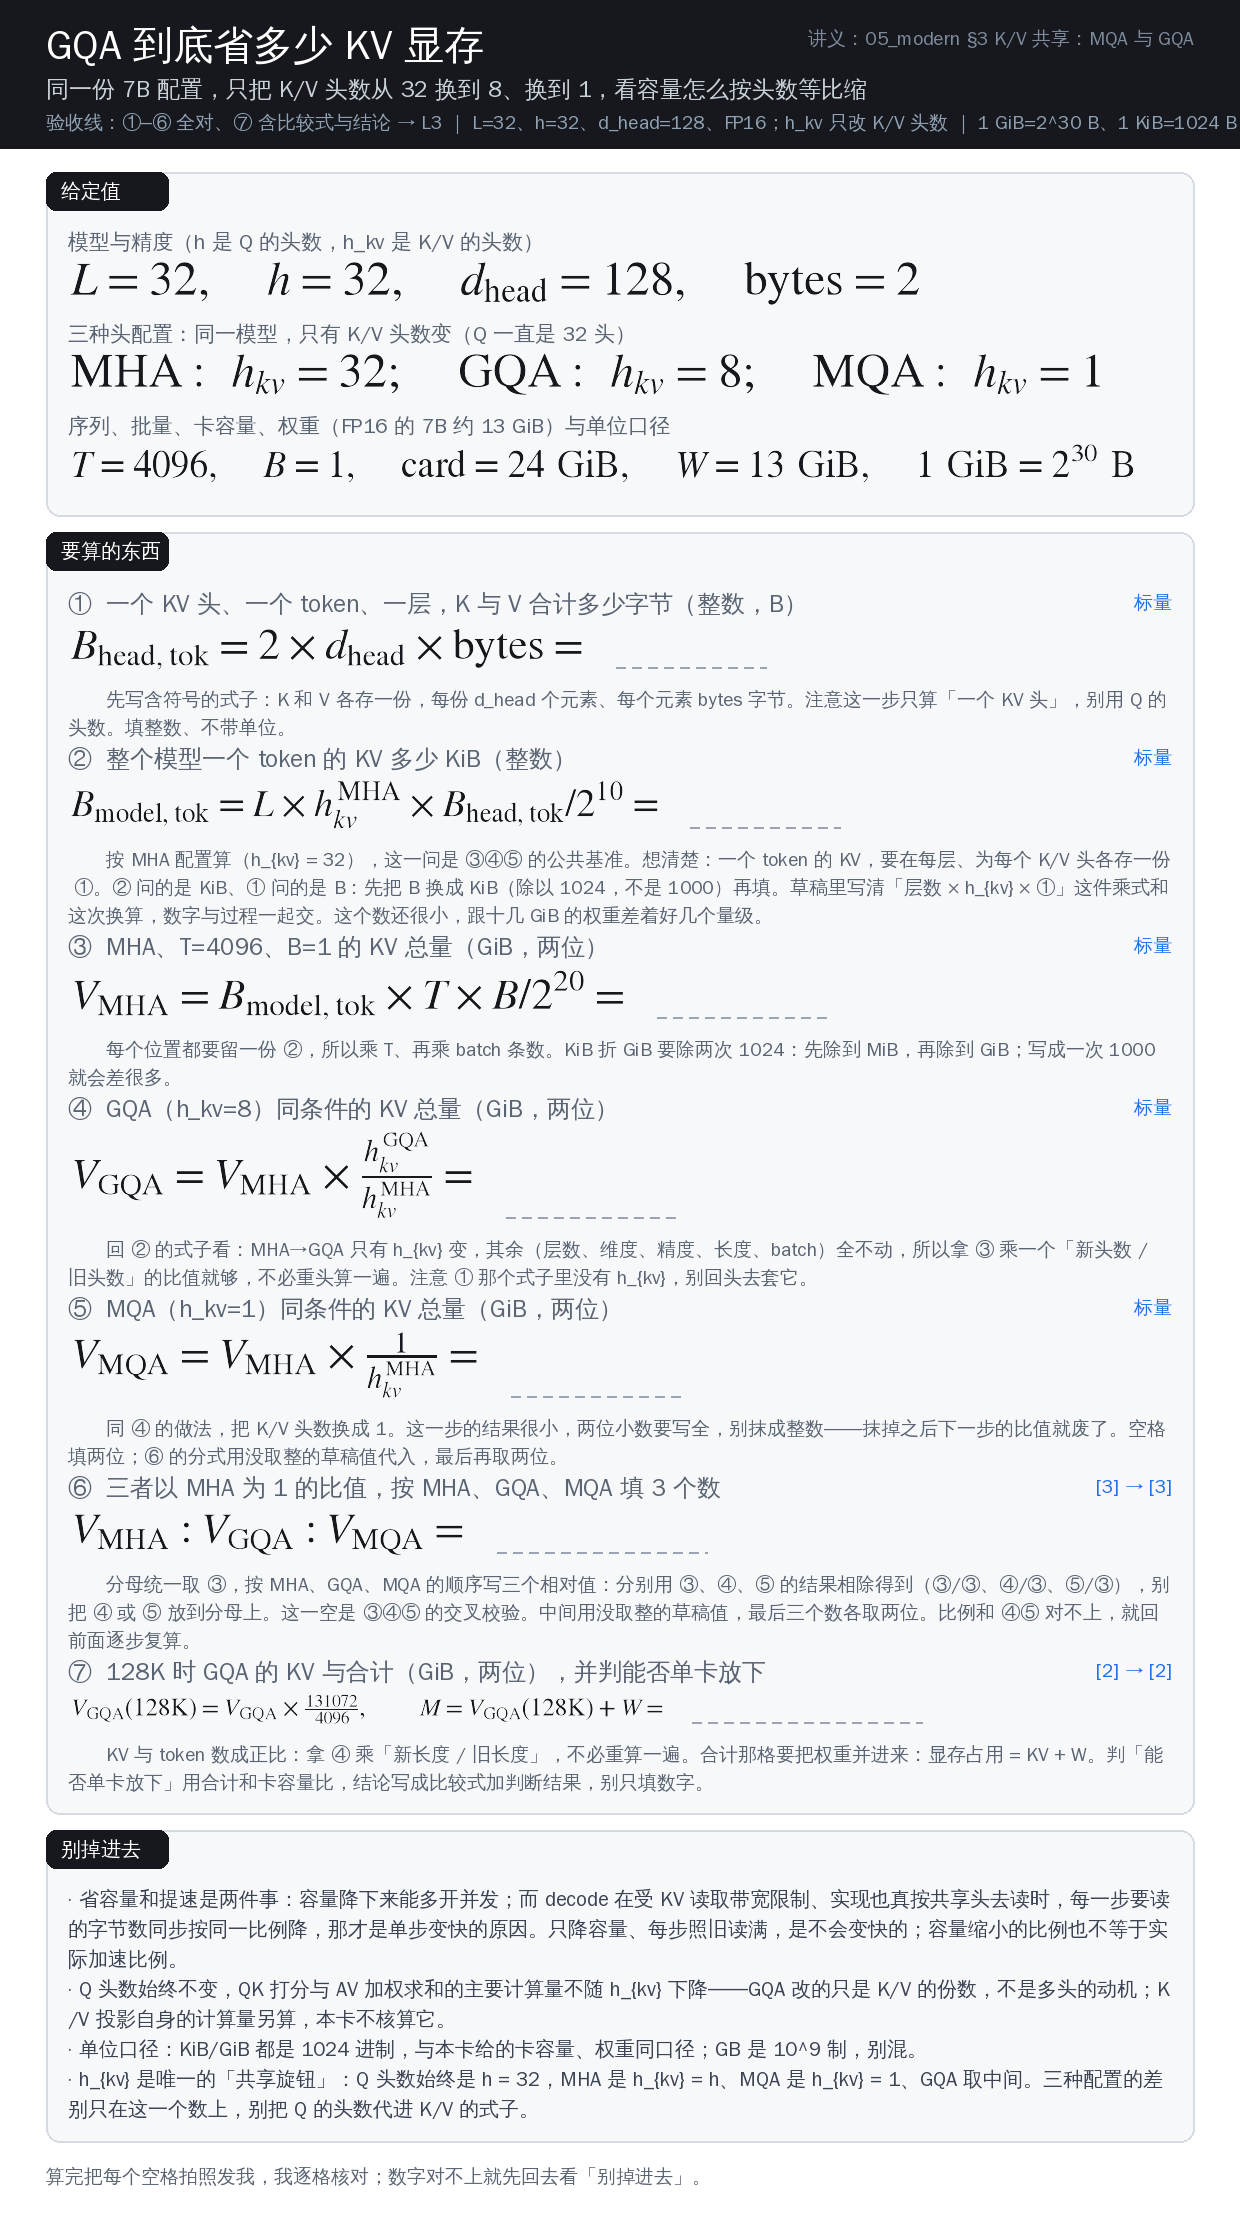 GQA 到底省多少 KV 显存
讲义：05_modern §3 K/V 共享：MQA 与 GQA
同一份 7B 配置，只把 K/V 头数从 32 换到 8、换到 1，看容量怎么按头数等比缩
验收线：①—⑥ 全对、⑦ 含比较式与结论 → L3 ｜ L=32、h=32、d_head=128、FP16；h_kv 只改 K/V 头数 ｜ 1 GiB=2^30 B、1 KiB=1024 B
给定值
模型与精度（h 是 Q 的头数，h_kv 是 K/V 的头数）
L = 32, h = 32, d_head = 128, bytes = 2
三种头配置：同一模型，只有 K/V 头数变（Q 一直是 32 头）
MHA : h_kv = 32; GQA : h_kv = 8; MQA : h_kv = 1
序列、批量、卡容量、权重（FP16 的 7B 约 13 GiB）与单位口径
T = 4096, B = 1, card = 24 GiB, W = 13 GiB, 1 GiB = 2^30 B
要算的东西
① 一个 KV 头、一个 token、一层，K 与 V 合计多少字节（整数，B） 标量
B_head, tok = 2 × d_head × bytes =
先写含符号的式子：K 和 V 各存一份，每份 d_head 个元素、每个元素 bytes 字节。注意这一步只算「一个 KV 头」，别用 Q 的
头数。填整数、不带单位。
② 整个模型一个 token 的 KV 多少 KiB（整数） 标量
B_model, tok = L × h_kv^MHA × B_head, tok/2^10 =
按 MHA 配置算（h_{kv} = 32），这一问是 ③④⑤ 的公共基准。想清楚：一个 token 的 KV，要在每层、为每个 K/V 头各存一份
①。② 问的是 KiB、① 问的是 B：先把 B 换成 KiB（除以 1024，不是 1000）再填。草稿里写清「层数 × h_{kv} × ①」这件乘式和
这次换算，数字与过程一起交。这个数还很小，跟十几 GiB 的权重差着好几个量级。
③ MHA、T=4096、B=1 的 KV 总量（GiB，两位） 标量
V_MHA = B_model, tok × T × B/2^20 =
每个位置都要留一份 ②，所以乘 T、再乘 batch 条数。KiB 折 GiB 要除两次 1024：先除到 MiB，再除到 GiB；写成一次 1000
就会差很多。
④ GQA（h_kv=8）同条件的 KV 总量（GiB，两位） 标量
V_GQA = V_MHA × h_kv^GQA / h_kv^MHA =
回 ② 的式子看：MHA→GQA 只有 h_{kv} 变，其余（层数、维度、精度、长度、batch）全不动，所以拿 ③ 乘一个「新头数 /
旧头数」的比值就够，不必重头算一遍。注意 ① 那个式子里没有 h_{kv}，别回头去套它。
⑤ MQA（h_kv=1）同条件的 KV 总量（GiB，两位） 标量
V_MQA = V_MHA × 1 / h_kv^MHA =
同 ④ 的做法，把 K/V 头数换成 1。这一步的结果很小，两位小数要写全，别抹成整数——抹掉之后下一步的比值就废了。空格
填两位；⑥ 的分式用没取整的草稿值代入，最后再取两位。
⑥ 三者以 MHA 为 1 的比值，按 MHA、GQA、MQA 填 3 个数 [3] → [3]
V_MHA : V_GQA : V_MQA =
分母统一取 ③，按 MHA、GQA、MQA 的顺序写三个相对值：分别用 ③、④、⑤ 的结果相除得到（③/③、④/③、⑤/③），别
把 ④ 或 ⑤ 放到分母上。这一空是 ③④⑤ 的交叉校验。中间用没取整的草稿值，最后三个数各取两位。比例和 ④⑤ 对不上，就回
前面逐步复算。
⑦ 128K 时 GQA 的 KV 与合计（GiB，两位），并判能否单卡放下 [2] → [2]
V_GQA(128K) = V_GQA × 131072/4096, M = V_GQA(128K) + W =
KV 与 token 数成正比：拿 ④ 乘「新长度 / 旧长度」，不必重算一遍。合计那格要把权重并进来：显存占用 = KV + W。判「能
否单卡放下」用合计和卡容量比，结论写成比较式加判断结果，别只填数字。
别掉进去
· 省容量和提速是两件事：容量降下来能多开并发；而 decode 在受 KV 读取带宽限制、实现也真按共享头去读时，每一步要读
的字节数同步按同一比例降，那才是单步变快的原因。只降容量、每步照旧读满，是不会变快的；容量缩小的比例也不等于实
际加速比例。
· Q 头数始终不变，QK 打分与 AV 加权求和的主要计算量不随 h_{kv} 下降——GQA 改的只是 K/V 的份数，不是多头的动机；K
/V 投影自身的计算量另算，本卡不核算它。
· 单位口径：KiB/GiB 都是 1024 进制，与本卡给的卡容量、权重同口径；GB 是 10^9 制，别混。
· h_{kv} 是唯一的「共享旋钮」：Q 头数始终是 h = 32，MHA 是 h_{kv} = h、MQA 是 h_{kv} = 1、GQA 取中间。三种配置的差
别只在这一个数上，别把 Q 的头数代进 K/V 的式子。
算完把每个空格拍照发我，我逐格核对；数字对不上就先回去看「别掉进去」。